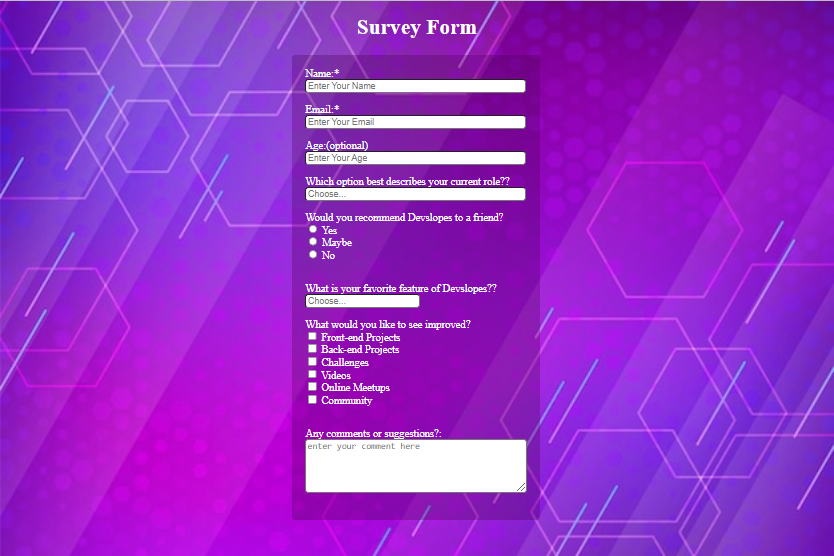 Survey Form
Name:*
Enter Your Name
Email:*
Enter Your Email
Age:(optional)
Enter Your Age
Which option best describes your current role??
Choose...
Would you recommend Devslopes to a friend?
Yes
Maybe
No
What is your favorite feature of Devslopes??
Choose...
What would you like to see improved?
Front-end Projects
Back-end Projects
Challenges
Videos
Online Meetups
Community
Any comments or suggestions?:
enter your comment here